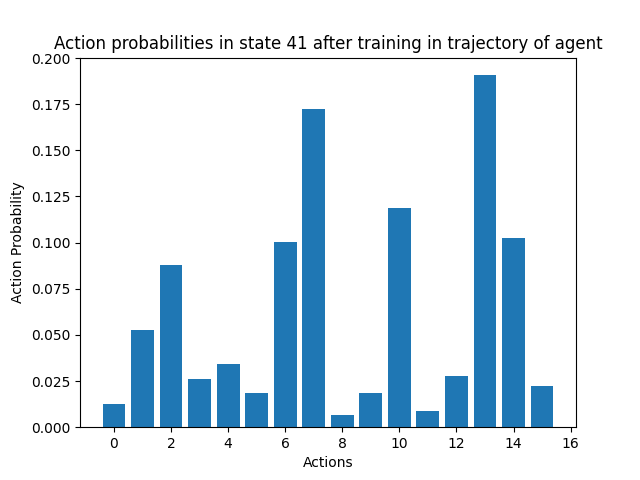 Action probabilities in state 41 after training in trajectory of agent
0.200
0.175
0.150
0.125
0.100
0.075
0.050
0.025
0.000
Action Probability
0 2 4 6 8 10 12 14 16
Actions